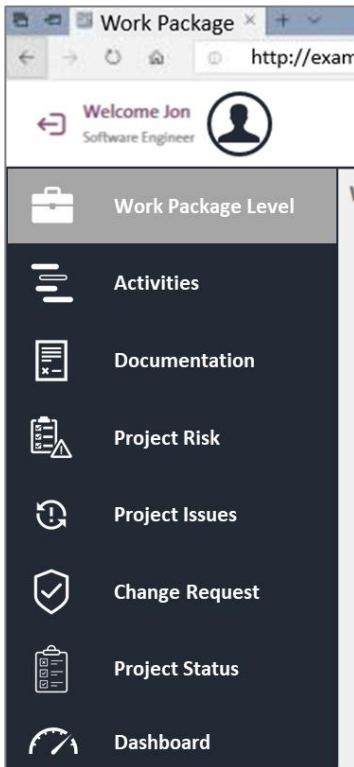 Work Package
http://exam
Welcome Jon
Software Engineer
Work Package Level
Activities
Documentation
Project Risk
Project Issues
Change Request
Project Status
Dashboard